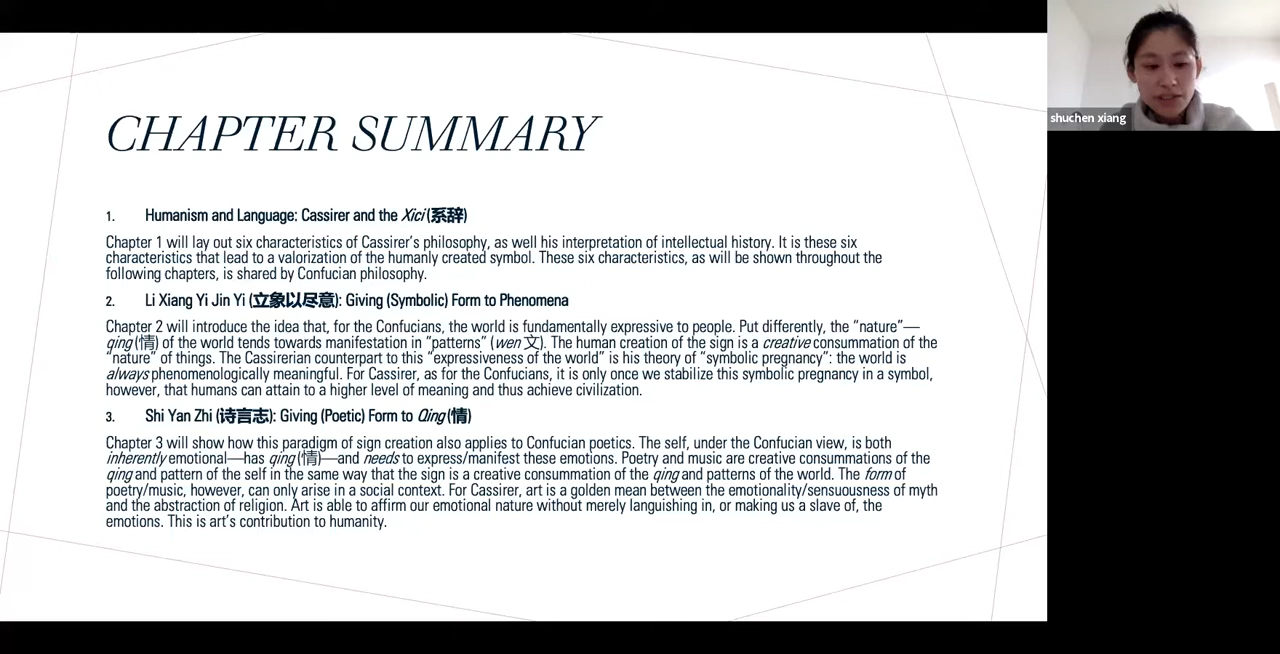 CHAPTER SUMMARY
shuchen xiang
1. Humanism and Language: Cassirer and the Xici (系辞)
Chapter 1 will lay out six characteristics of Cassirer's philosophy, as well his interpretation of intellectual history. It is these six
characteristics that lead to a valorization of the humanly created symbol. These six characteristics, as will be shown throughout the
following chapters, is shared by Confucian philosophy.
2. Li Xiang Yi Jin Yi (立象以尽意): Giving (Symbolic) Form to Phenomena
Chapter 2 will introduce the idea that, for the Confucians, the world is fundamentally expressive to people. Put differently, the "nature"—
qing (情) of the world tends towards manifestation in "patterns" (wen 文). The human creation of the sign is a creative consummation of the
"nature" of things. The Cassirerian counterpart to this "expressiveness of the world" is his theory of "symbolic pregnancy": the world is
always phenomenologically meaningful. For Cassirer, as for the Confucians, it is only once we stabilize this symbolic pregnancy in a symbol,
however, that humans can attain to a higher level of meaning and thus achieve civilization.
3. Shi Yan Zhi (诗言志): Giving (Poetic) Form to Qing (情)
Chapter 3 will show how this paradigm of sign creation also applies to Confucian poetics. The self, under the Confucian view, is both
inherently emotional—has qing (情)—and needs to express/manifest these emotions. Poetry and music are creative consummations of the
qing and pattern of the self in the same way that the sign is a creative consummation of the qing and patterns of the world. The form of
poetry/music, however, can only arise in a social context. For Cassirer, art is a golden mean between the emotionality/sensuousness of myth
and the abstraction of religion. Art is able to affirm our emotional nature without merely languishing in, or making us a slave of, the
emotions. This is art's contribution to humanity.